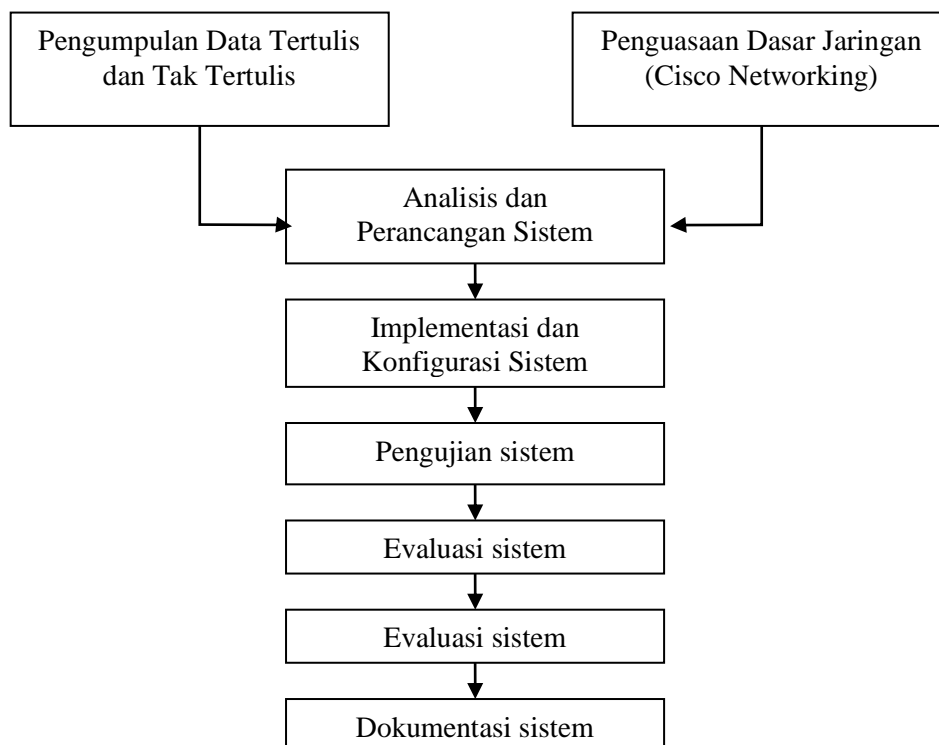 Pengumpulan Data Tertulis
dan Tak Tertulis
Penguasaan Dasar Jaringan
(Cisco Networking)
Analisis dan
Perancangan Sistem
Implementasi dan
Konfigurasi Sistem
Pengujian sistem
Evaluasi sistem
Evaluasi sistem
Dokumentasi sistem